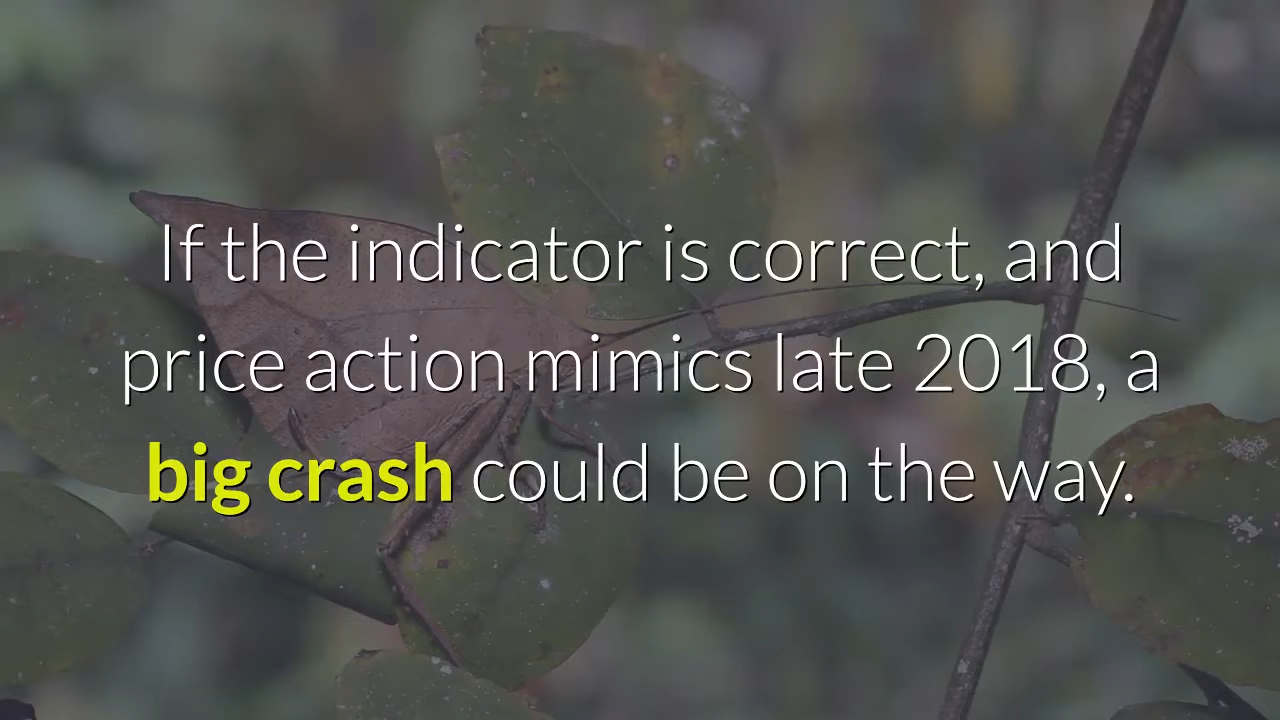 If the indicator is correct, and
price action mimics late 2018, a
big crash could be on the way.